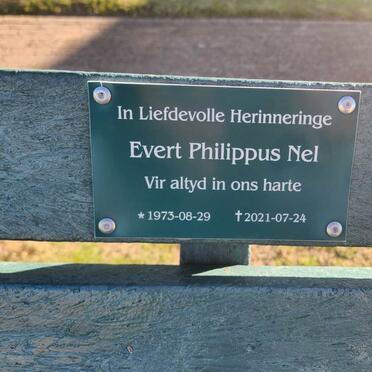 In Liefdevolle Herinneringe
Evert Philippus Nel
Vir altyd in ons harte
*1973-08-29 †2021-07-24